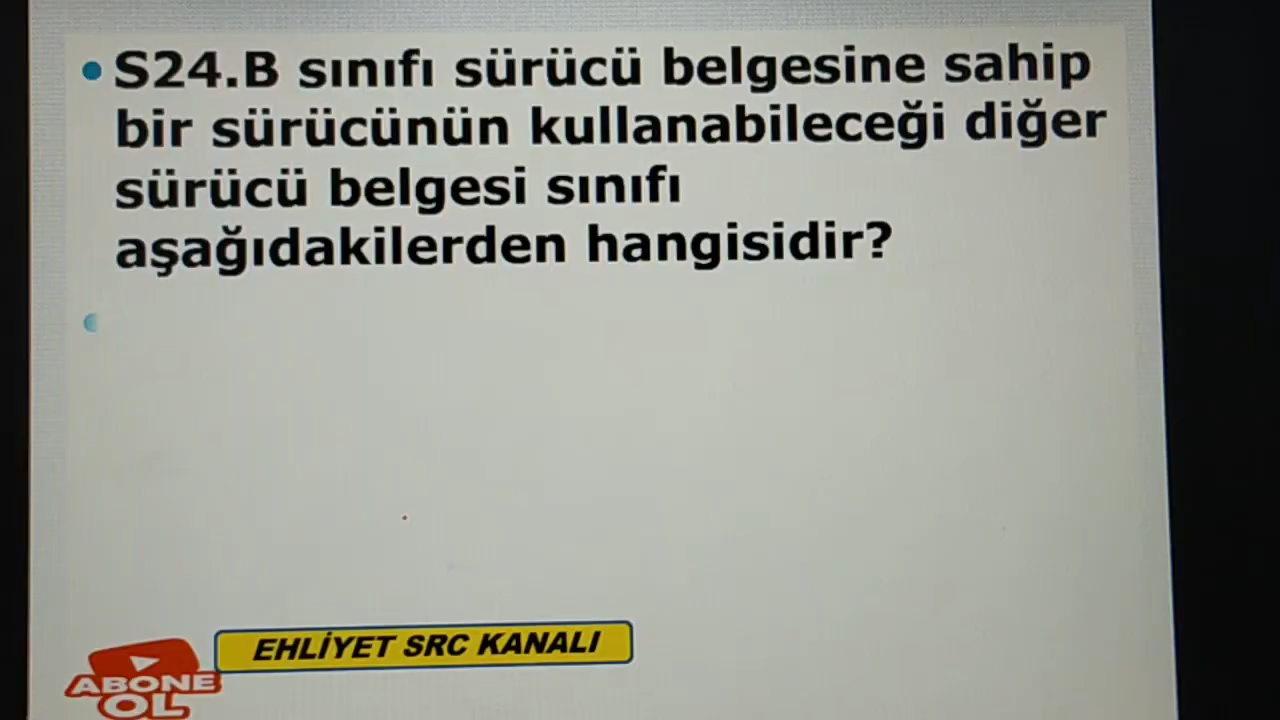 • S24.B sınıfı sürücü belgesine sahip
bir sürücünün kullanabileceği diğer
sürücü belgesi sınıfı
aşağıdakilerden hangisidir?
EHLİYET SRC KANALI
ABONE
OL